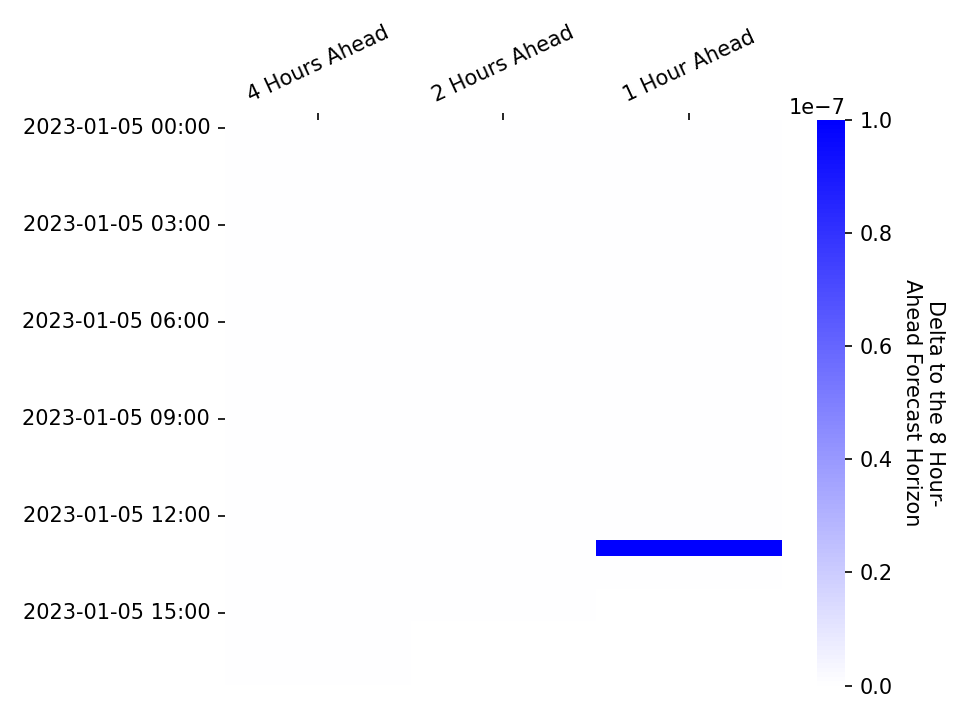 4 Hours Ahead
2 Hours Ahead
1 Hour Ahead
1e−7
2023-01-05 00:00
2023-01-05 03:00
2023-01-05 06:00
2023-01-05 09:00
2023-01-05 12:00
2023-01-05 15:00
1.0
0.8
0.6
0.4
0.2
0.0
Delta to the 8 Hour-
Ahead Forecast Horizon